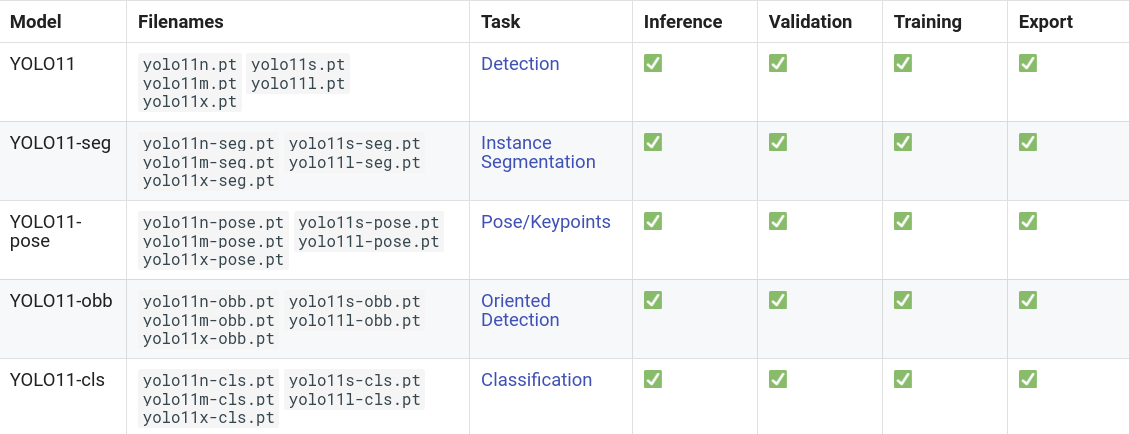 Model Filenames Task Inference Validation Training Export
YOLO11 yolo11n.pt yolo11s.pt Detection ✅ ✅ ✅ ✅
yolo11m.pt yolo11l.pt
yolo11x.pt
YOLO11-seg yolo11n-seg.pt yolo11s-seg.pt Instance ✅ ✅ ✅ ✅
yolo11m-seg.pt yolo11l-seg.pt Segmentation
yolo11x-seg.pt
YOLO11- yolo11n-pose.pt yolo11s-pose.pt Pose/Keypoints ✅ ✅ ✅ ✅
pose yolo11m-pose.pt yolo11l-pose.pt
yolo11x-pose.pt
YOLO11-obb yolo11n-obb.pt yolo11s-obb.pt Oriented ✅ ✅ ✅ ✅
yolo11m-obb.pt yolo11l-obb.pt Detection
yolo11x-obb.pt
YOLO11-cls yolo11n-cls.pt yolo11s-cls.pt Classification ✅ ✅ ✅ ✅
yolo11m-cls.pt yolo11l-cls.pt
yolo11x-cls.pt